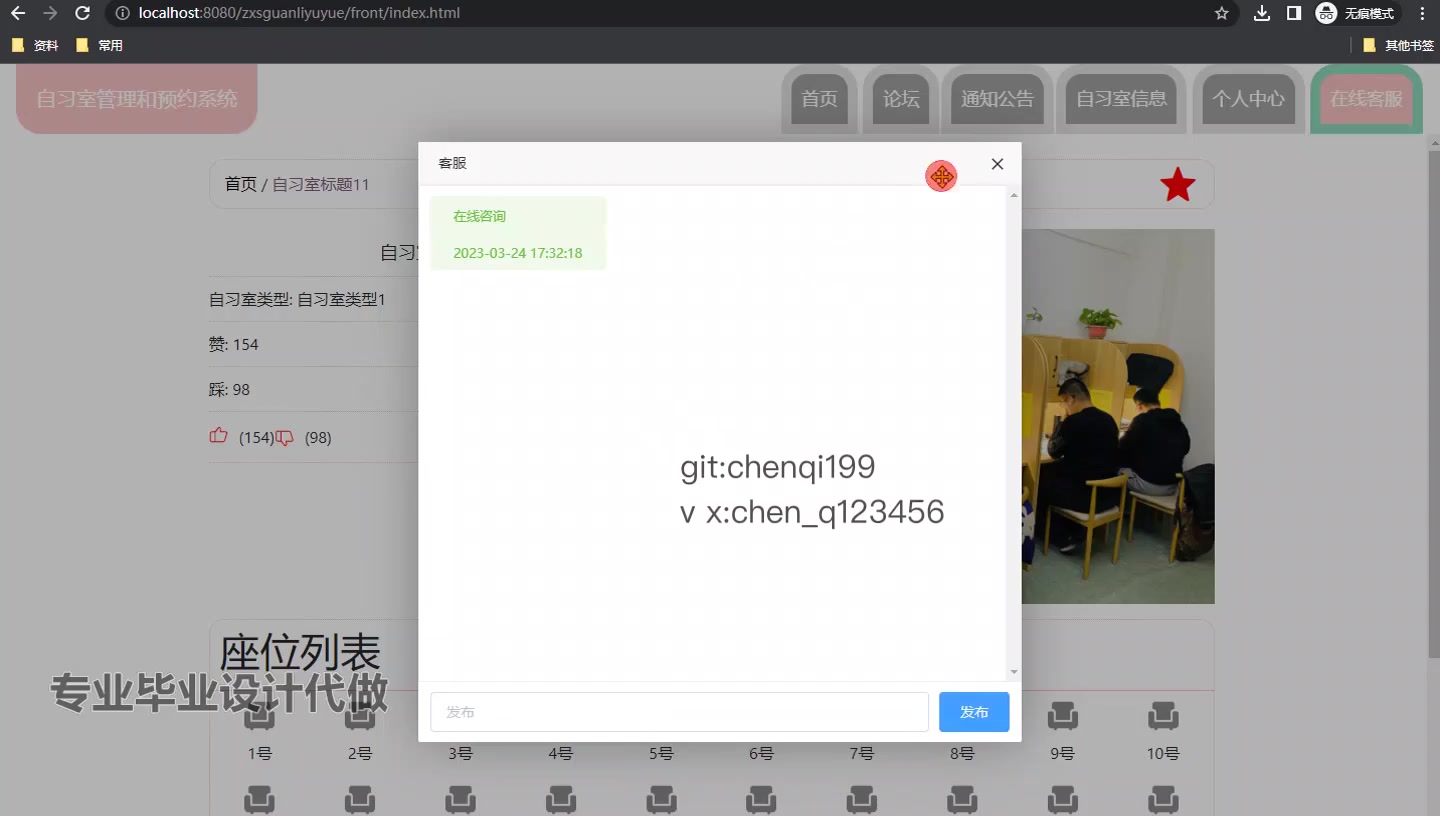 localhost:8080/zxsguanliyuyue/front/index.html
无痕模式
资料
常用
其他书签
自习室管理和预约系统
首页
论坛
通知公告
自习室信息
个人中心
在线客服
客服
首页 / 自习室标题11
在线咨询
2023-03-24 17:32:18
自习
自习室类型: 自习室类型1
赞: 154
踩: 98
(154)
(98)
git:chenqi199
v x:chen_q123456
座位列表
专业毕业设计代做
发布
发布
1号
2号
3号
4号
5号
6号
7号
8号
9号
10号